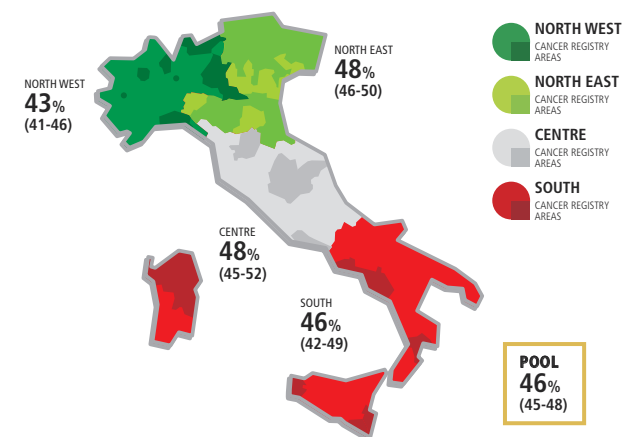 NORTH WEST
43%
(41-46)
NORTH EAST
48%
(46-50)
CENTRE
48%
(45-52)
SOUTH
46%
(42-49)
NORTH WEST
CANCER REGISTRY
AREAS
NORTH EAST
CANCER REGISTRY
AREAS
CENTRE
CANCER REGISTRY
AREAS
SOUTH
CANCER REGISTRY
AREAS
POOL
46%
(45-48)